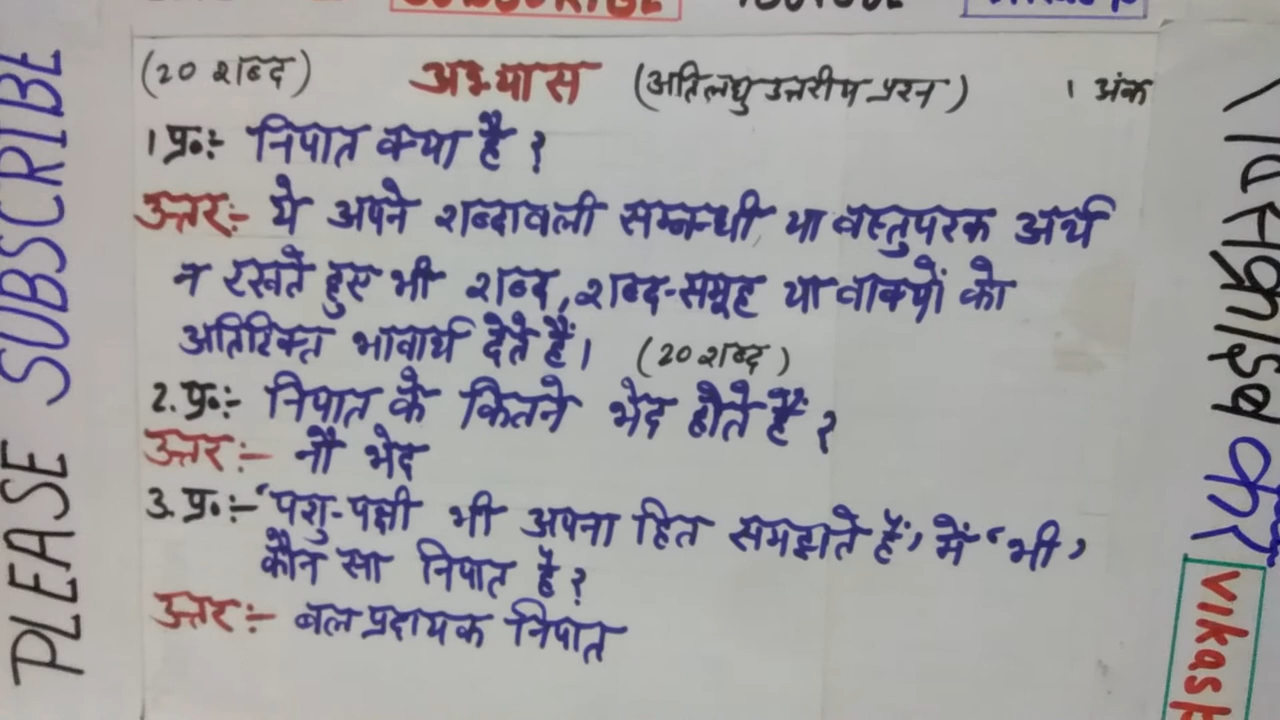 SUBSCRIBE
PLEASE SUBSCRIBE
(20 शब्द) अभ्यास (अतिलघु उत्तरीय प्रश्न) 1 अंक
1 प्र०:- निपात क्या है ?
उत्तर:- ये अपने शब्दावली सम्बन्धी, या वस्तुपरक अर्थ
न रखते हुए भी शब्द, शब्द-समूह या वाक्यों को
अतिरिक्त भावार्थ देते हैं। (20 शब्द)
2. प्र०:- निपात के कितने भेद होते हैं ?
उत्तर:- नौ भेद
3. प्र०:- 'पशु-पक्षी भी अपना हित समझते हैं' में 'भी'
कौन सा निपात है ?
उत्तर:- बल प्रदायक निपात
करें